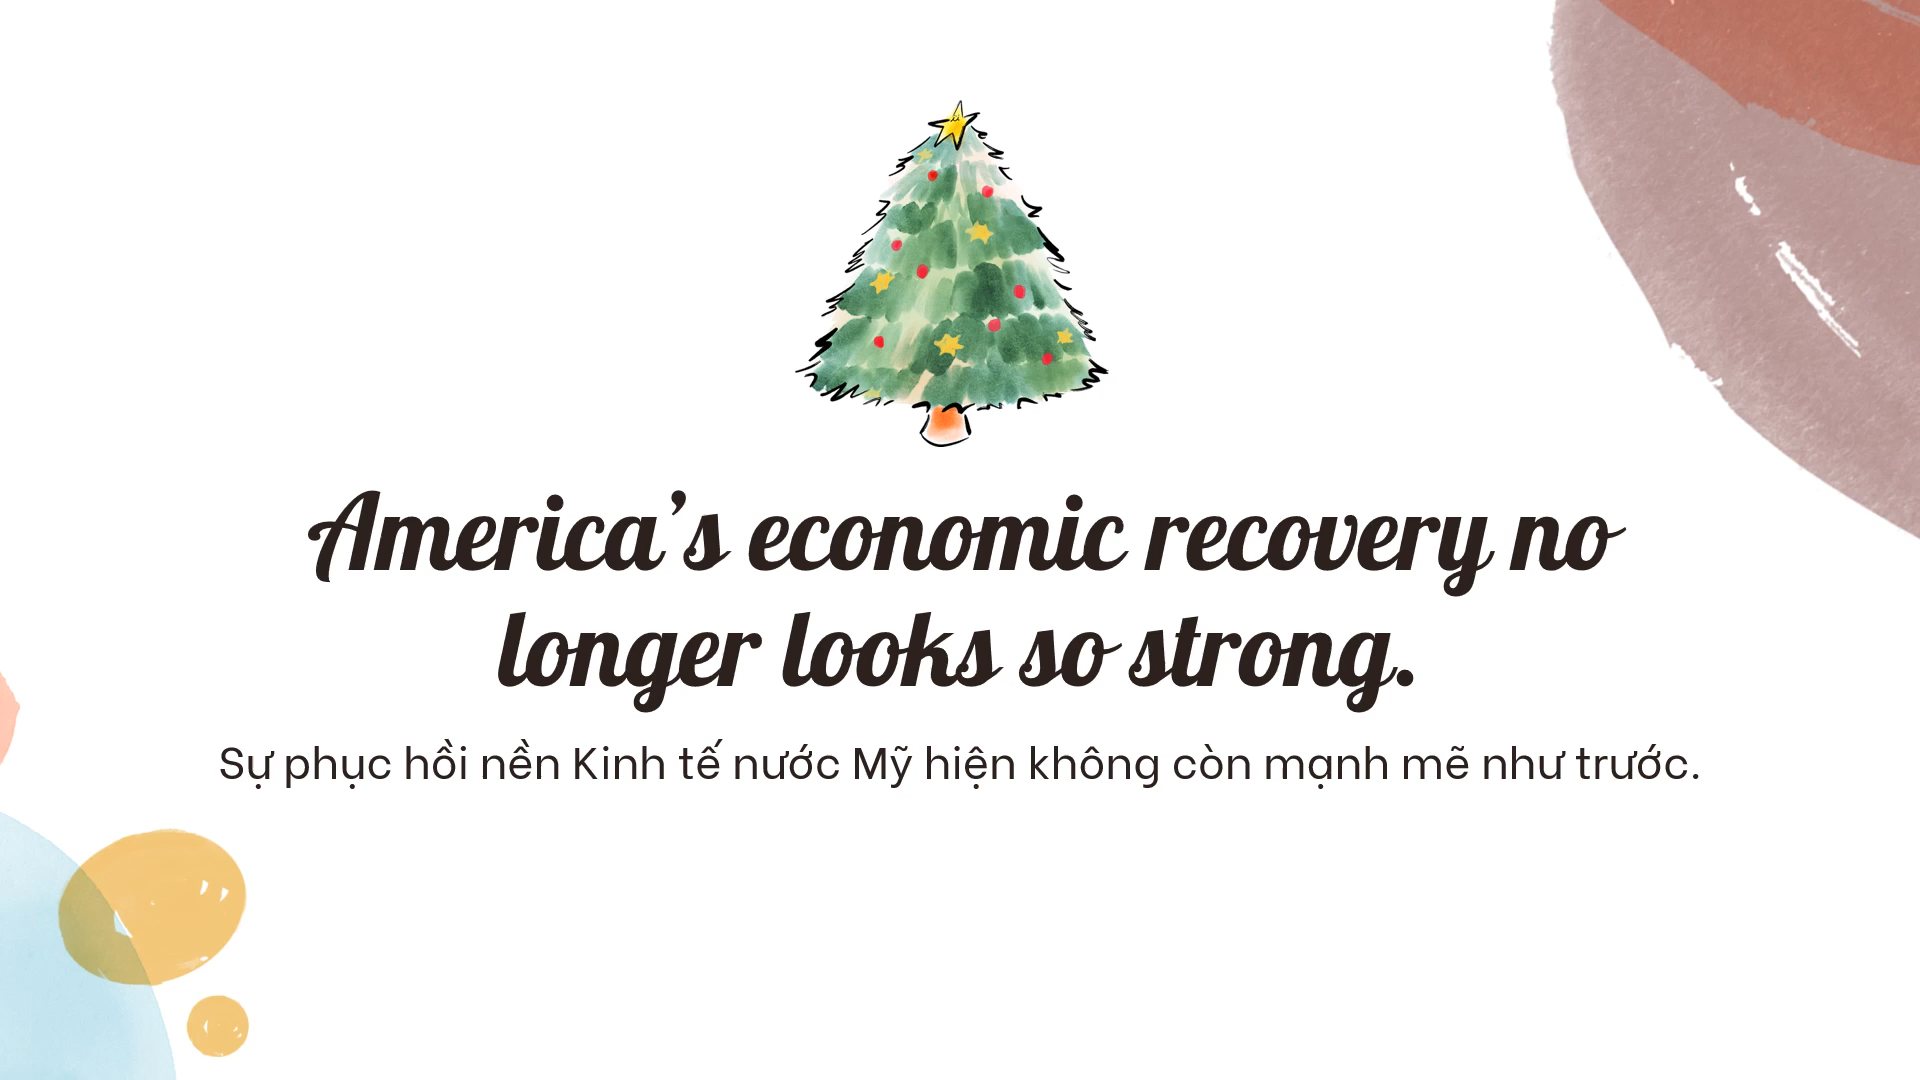 America’s economic recovery no
longer looks so strong.
Sự phục hồi nền Kinh tế nước Mỹ hiện không còn mạnh mẽ như trước.